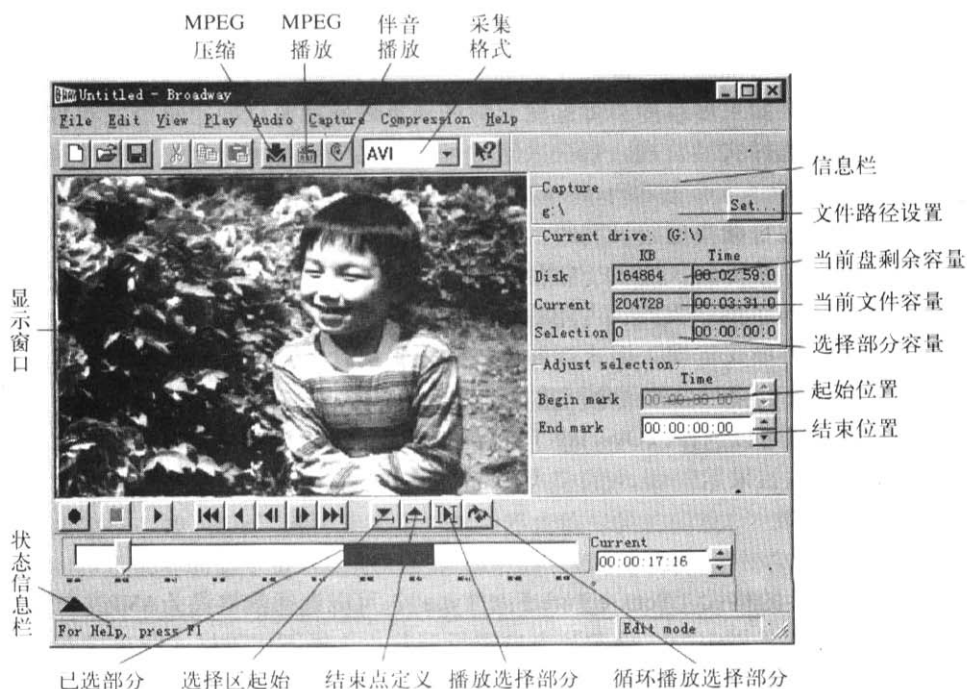 MPEG
压缩
MPEG
播放
伴音
播放
采集
格式
Untitled - Broadway
File Edit View Play Audio Capture Compression Help
AVI
Capture
g:\
Set...
Current drive: (G:\)
KB Time
Disk 164864 00:02:59:0
Current 204728 00:03:31:0
Selection 0 00:00:00:0
Adjust selection
Time
Begin mark 00:00:00:00
End mark 00:00:00:00
信息栏
文件路径设置
当前盘剩余容量
当前文件容量
选择部分容量
起始位置
结束位置
显示窗口
Current
00:00:17:16
状态信息栏
For Help, press F1
Edit mode
已选部分
选择区起始
结束点定义
播放选择部分
循环播放选择部分